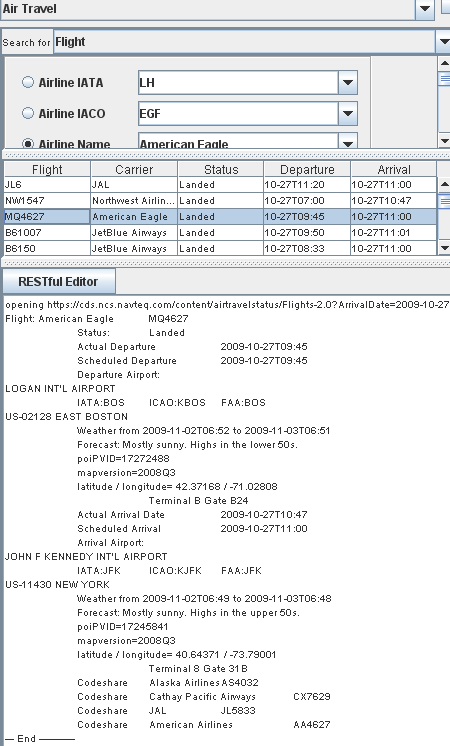 Air Travel
Search for Flight
Airline IATA LH
Airline IACO EGF
Airline Name American Eagle
Flight Carrier Status Departure Arrival
JL6 JAL Landed 10-27T11:20 10-27T11:00
NW1547 Northwest Airlin... Landed 10-27T07:00 10-27T10:47
MQ4627 American Eagle Landed 10-27T09:45 10-27T11:00
B61007 JetBlue Airways Landed 10-27T09:50 10-27T11:01
B6150 JetBlue Airways Landed 10-27T08:33 10-27T11:00
RESTful Editor
opening https://cds.ncs.navteq.com/content/airtravelstatus/Flights-2.0?ArrivalDate=2009-10-27
Flight: American Eagle MQ4627
Status: Landed
Actual Departure 2009-10-27T09:45
Scheduled Departure 2009-10-27T09:45
Departure Airport:
LOGAN INT'L AIRPORT
IATA:BOS ICAO:KBOS FAA:BOS
US-02128 EAST BOSTON
Weather from 2009-11-02T06:52 to 2009-11-03T06:51
Forecast: Mostly sunny. Highs in the lower 50s.
poiPVID=17272488
mapversion=2008Q3
latitude / longitude= 42.37168 / -71.02808
Terminal B Gate B24
Actual Arrival Date 2009-10-27T10:47
Scheduled Arrival 2009-10-27T11:00
Arrival Airport:
JOHN F KENNEDY INT'L AIRPORT
IATA:JFK ICAO:KJFK FAA:JFK
US-11430 NEW YORK
Weather from 2009-11-02T06:49 to 2009-11-03T06:48
Forecast: Mostly sunny. Highs in the upper 50s.
poiPVID=17245841
mapversion=2008Q3
latitude / longitude= 40.64371 / -73.79001
Terminal 8 Gate 31B
Codeshare Alaska Airlines AS4032
Codeshare Cathay Pacific Airways CX7629
Codeshare JAL JL5833
Codeshare American Airlines AA4627
— End ————